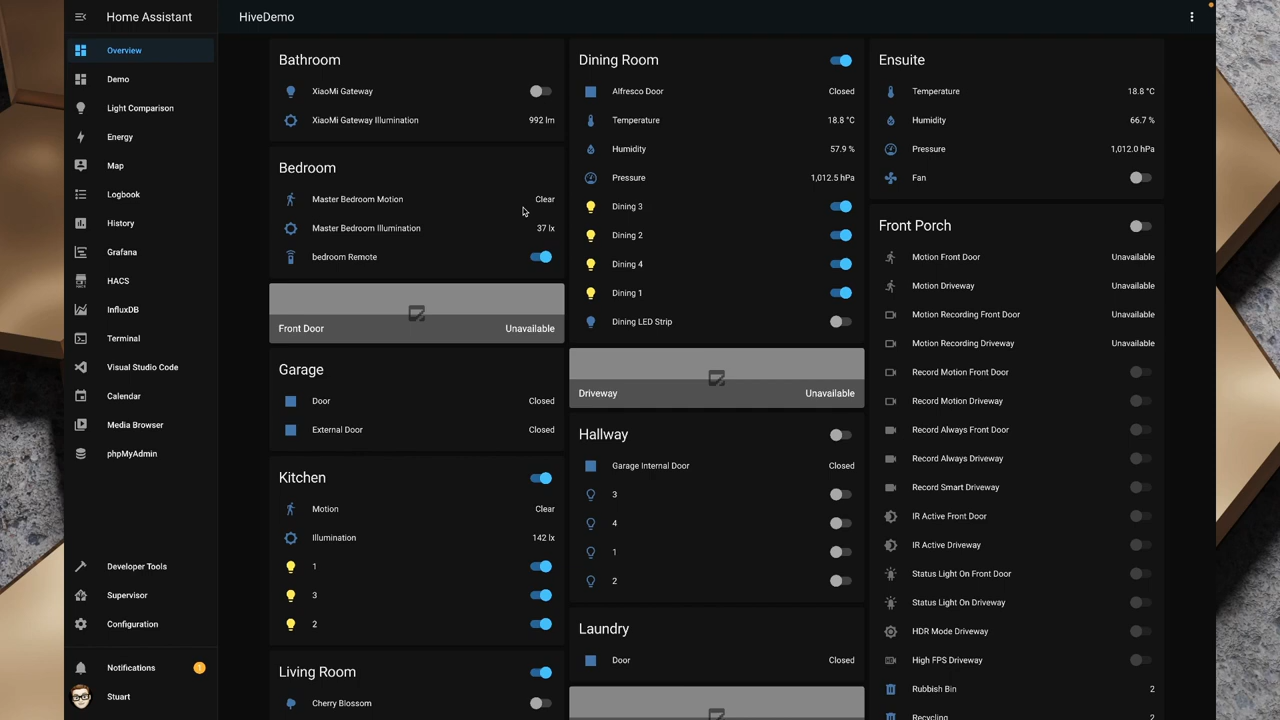 Home Assistant
HiveDemo
Overview
Demo
Light Comparison
Energy
Map
Logbook
History
Grafana
HACS
InfluxDB
Terminal
Visual Studio Code
Calendar
Media Browser
phpMyAdmin
Developer Tools
Supervisor
Configuration
Notifications 1
Stuart
Bathroom
XiaoMi Gateway
XiaoMi Gateway Illumination 992 lm
Bedroom
Master Bedroom Motion Clear
Master Bedroom Illumination 37 lx
bedroom Remote
Front Door Unavailable
Garage
Door Closed
External Door Closed
Kitchen
Motion Clear
Illumination 142 lx
1
3
2
Living Room
Cherry Blossom
Dining Room
Alfresco Door Closed
Temperature 18.8 °C
Humidity 57.9 %
Pressure 1,012.5 hPa
Dining 3
Dining 2
Dining 4
Dining 1
Dining LED Strip
Driveway Unavailable
Hallway
Garage Internal Door Closed
3
4
1
2
Laundry
Door Closed
Ensuite
Temperature 18.8 °C
Humidity 66.7 %
Pressure 1,012.0 hPa
Fan
Front Porch
Motion Front Door Unavailable
Motion Driveway Unavailable
Motion Recording Front Door Unavailable
Motion Recording Driveway Unavailable
Record Motion Front Door
Record Motion Driveway
Record Always Front Door
Record Always Driveway
Record Smart Driveway
IR Active Front Door
IR Active Driveway
Status Light On Front Door
Status Light On Driveway
HDR Mode Driveway
High FPS Driveway
Rubbish Bin 2
Recycling 2